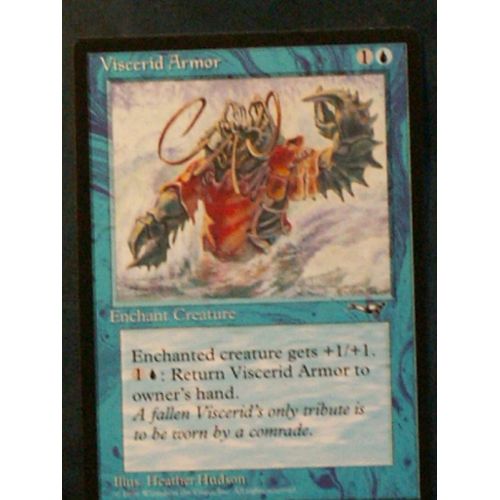 Viscerid Armor 1
Enchant Creature
Enchanted creature gets +1/+1.
1 : Return Viscerid Armor to
owner's hand.
A fallen Viscerid's only tribute is
to be worn by a comrade.
Illus. Heather Hudson